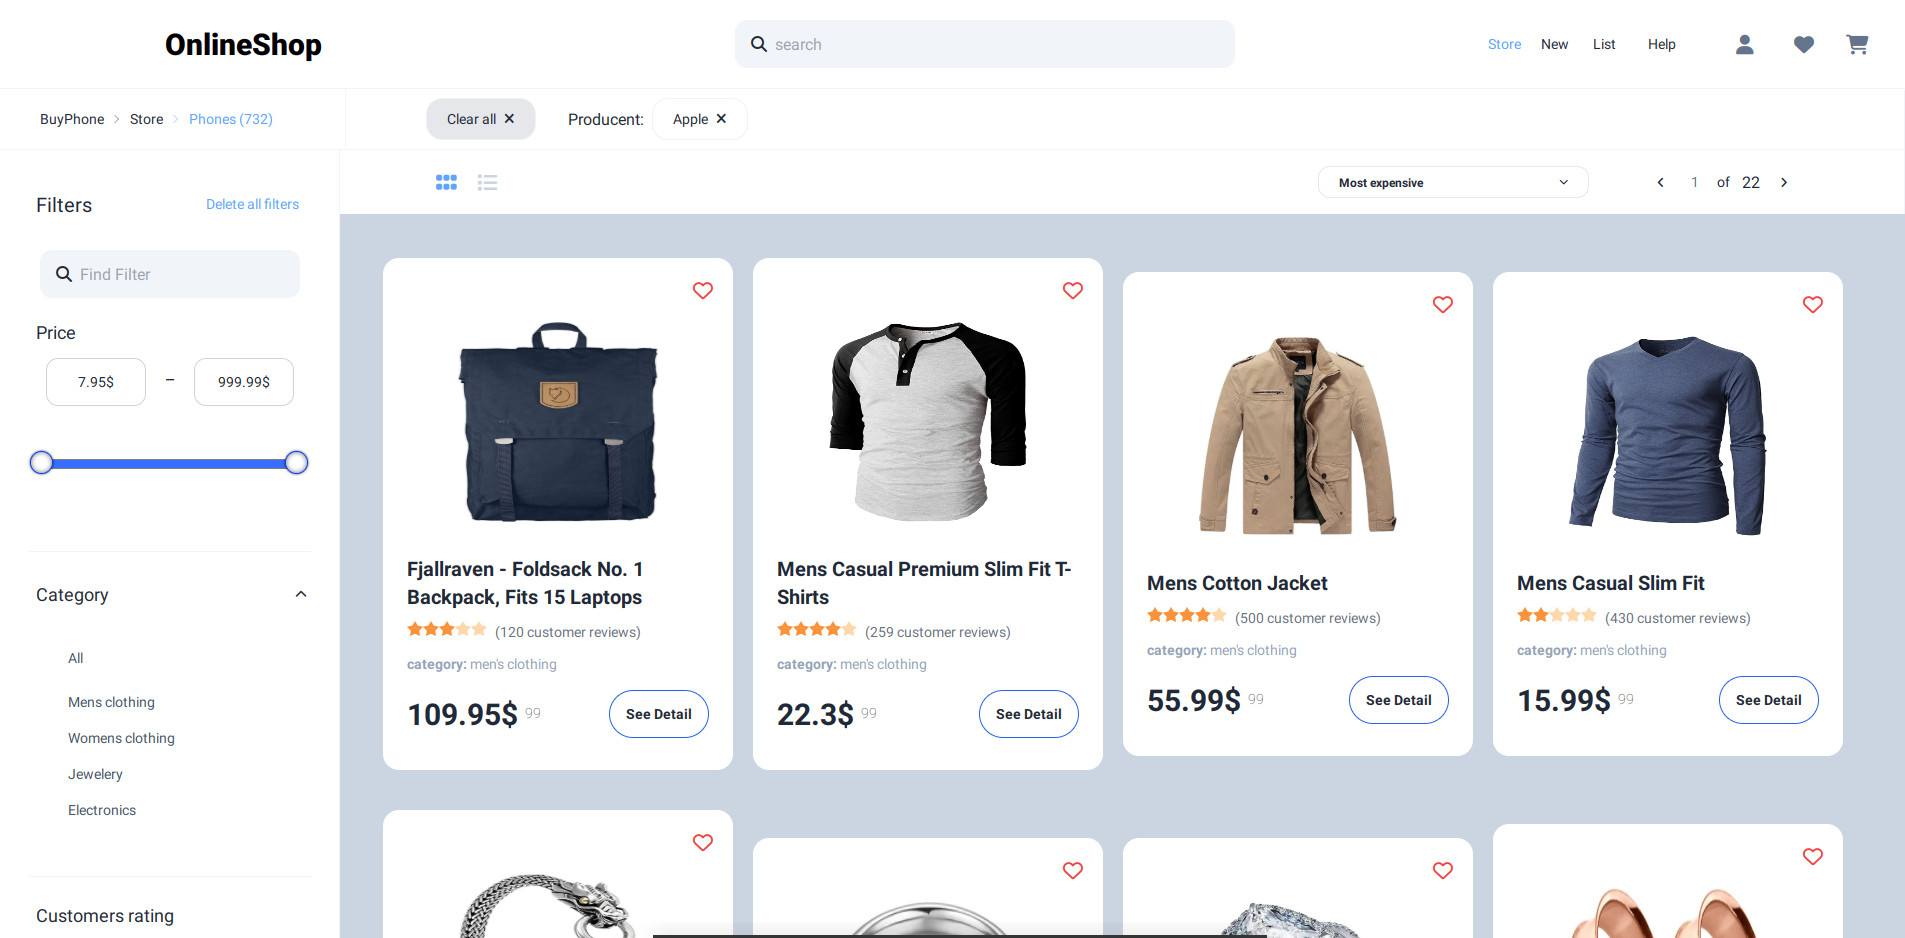 OnlineShop
search
Store New List Help
BuyPhone Store Phones (732)
Clear all Producent: Apple
Filters
Delete all filters
Find Filter
Price
7.95$ – 999.99$
Category
All
Mens clothing
Womens clothing
Jewelery
Electronics
Customers rating
Most expensive
1 of 22
Fjallraven - Foldsack No. 1
Backpack, Fits 15 Laptops
(120 customer reviews)
category: men's clothing
109.95$ 99
See Detail
Mens Casual Premium Slim Fit T-
Shirts
(259 customer reviews)
category: men's clothing
22.3$ 99
See Detail
Mens Cotton Jacket
(500 customer reviews)
category: men's clothing
55.99$ 99
See Detail
Mens Casual Slim Fit
(430 customer reviews)
category: men's clothing
15.99$ 99
See Detail